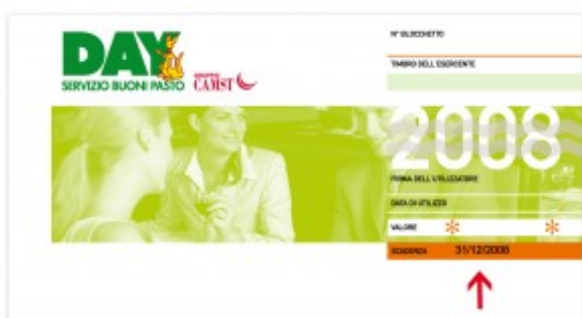 DAY
SERVIZIO BUONI PASTO
GRUPPO
CAMST
N° BLOCCHETTO
TIMBRO DELL'ESERCENTE
2008
FIRMA DELL'UTILIZZATORE
DATA DI UTILIZZO
VALORE * *
SCADENZA 31/12/2008